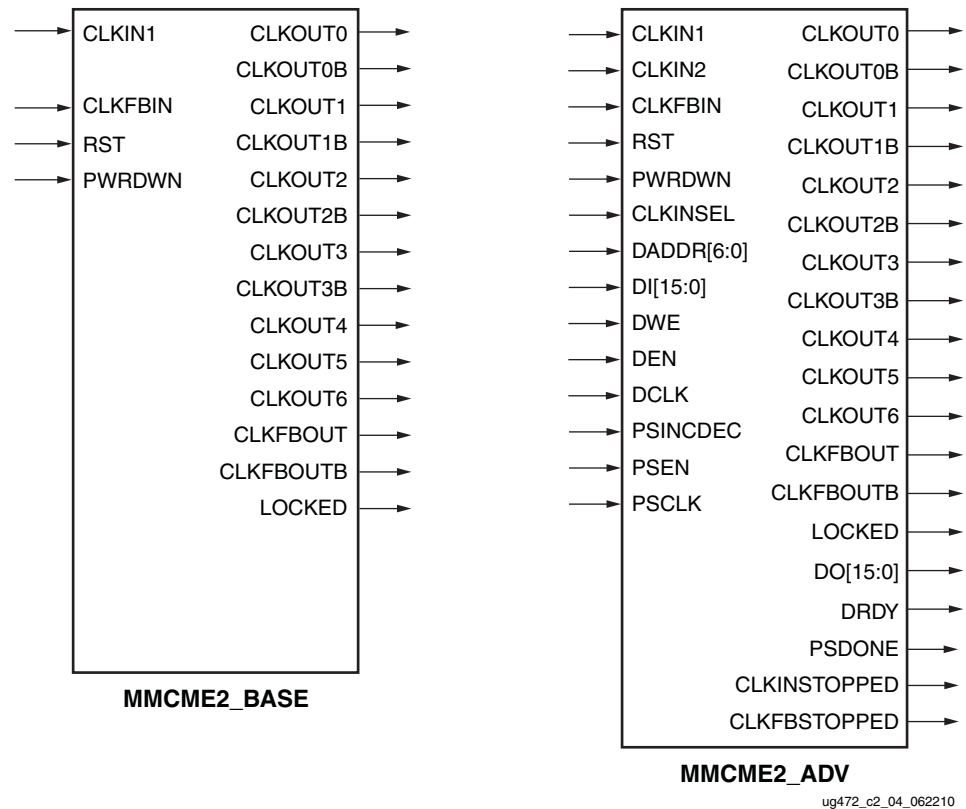 CLKIN1
CLKFBIN
RST
PWRDWN
CLKOUT0
CLKOUT0B
CLKOUT1
CLKOUT1B
CLKOUT2
CLKOUT2B
CLKOUT3
CLKOUT3B
CLKOUT4
CLKOUT5
CLKOUT6
CLKFBOUT
CLKFBOUTB
LOCKED
MMCME2_BASE
CLKIN1
CLKIN2
CLKFBIN
RST
PWRDWN
CLKINSEL
DADDR[6:0]
DI[15:0]
DWE
DEN
DCLK
PSINCDEC
PSEN
PSCLK
CLKOUT0
CLKOUT0B
CLKOUT1
CLKOUT1B
CLKOUT2
CLKOUT2B
CLKOUT3
CLKOUT3B
CLKOUT4
CLKOUT5
CLKOUT6
CLKFBOUT
CLKFBOUTB
LOCKED
DO[15:0]
DRDY
PSDONE
CLKINSTOPPED
CLKFBSTOPPED
MMCME2_ADV
ug472_c2_04_062210